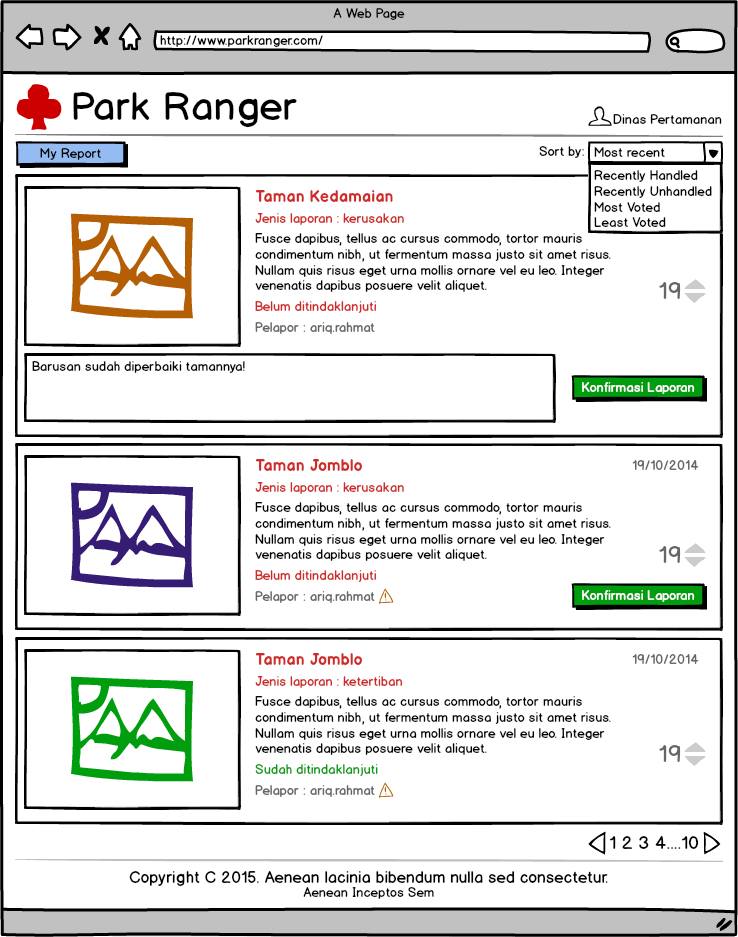 A Web Page
http://www.parkranger.com/
Park Ranger
Dinas Pertamanan
My Report
Sort by:
Most recent
Recently Handled
Recently Unhandled
Most Voted
Least Voted
Taman Kedamaian
Jenis laporan : kerusakan
Fusce dapibus, tellus ac cursus commodo, tortor mauris
condimentum nibh, ut fermentum massa justo sit amet risus.
Nullam quis risus eget urna mollis ornare vel eu leo. Integer
venenatis dapibus posuere velit aliquet.
19
Belum ditindaklanjuti
Pelapor : ariq.rahmat
Barusan sudah diperbaiki tamannya!
Konfirmasi Laporan
Taman Jomblo
19/10/2014
Jenis laporan : kerusakan
Fusce dapibus, tellus ac cursus commodo, tortor mauris
condimentum nibh, ut fermentum massa justo sit amet risus.
Nullam quis risus eget urna mollis ornare vel eu leo. Integer
venenatis dapibus posuere velit aliquet.
19
Belum ditindaklanjuti
Pelapor : ariq.rahmat
Konfirmasi Laporan
Taman Jomblo
19/10/2014
Jenis laporan : ketertiban
Fusce dapibus, tellus ac cursus commodo, tortor mauris
condimentum nibh, ut fermentum massa justo sit amet risus.
Nullam quis risus eget urna mollis ornare vel eu leo. Integer
venenatis dapibus posuere velit aliquet.
19
Sudah ditindaklanjuti
Pelapor : ariq.rahmat
1 2 3 4....10
Copyright C 2015. Aenean lacinia bibendum nulla sed consectetur.
Aenean Inceptos Sem